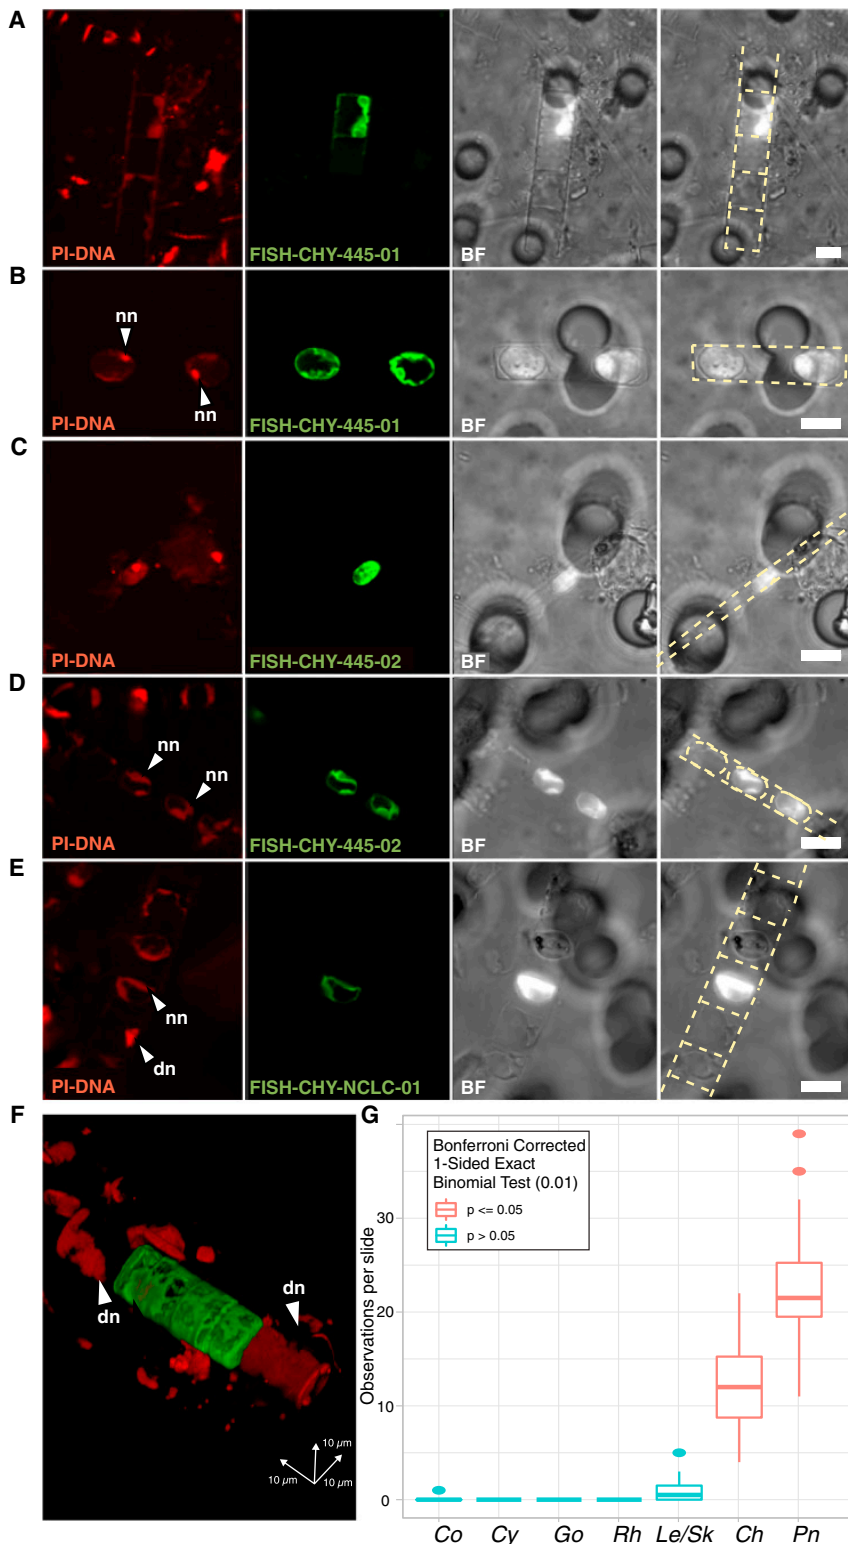 A
PI-DNA
FISH-CHY-445-01
BF
B
nn
nn
PI-DNA
FISH-CHY-445-01
BF
C
PI-DNA
FISH-CHY-445-02
BF
D
nn
nn
PI-DNA
FISH-CHY-445-02
BF
E
nn
dn
PI-DNA
FISH-CHY-NCLC-01
BF
F
dn
dn
10 µm
10 µm
10 µm
G
Bonferroni Corrected
1-Sided Exact
Binomial Test (0.01)
p <= 0.05
p > 0.05
Observations per slide
30
20
10
0
Co Cy Go Rh Le/Sk Ch Pn